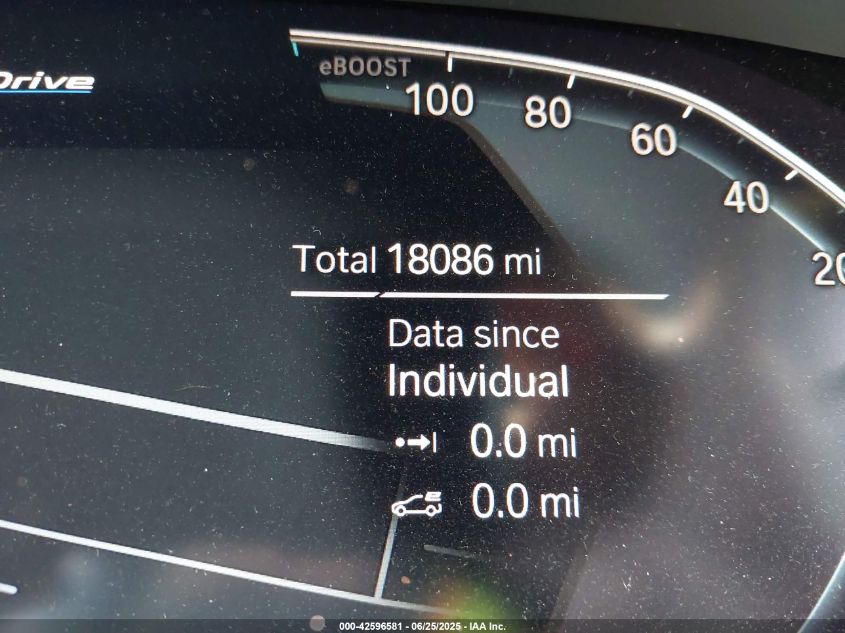 Drive
eBOOST
100
80
60
40
20
Total 18086 mi
Data since
Individual
0.0 mi
0.0 mi
000-42596581 - 06/25/2025 - IAA Inc.